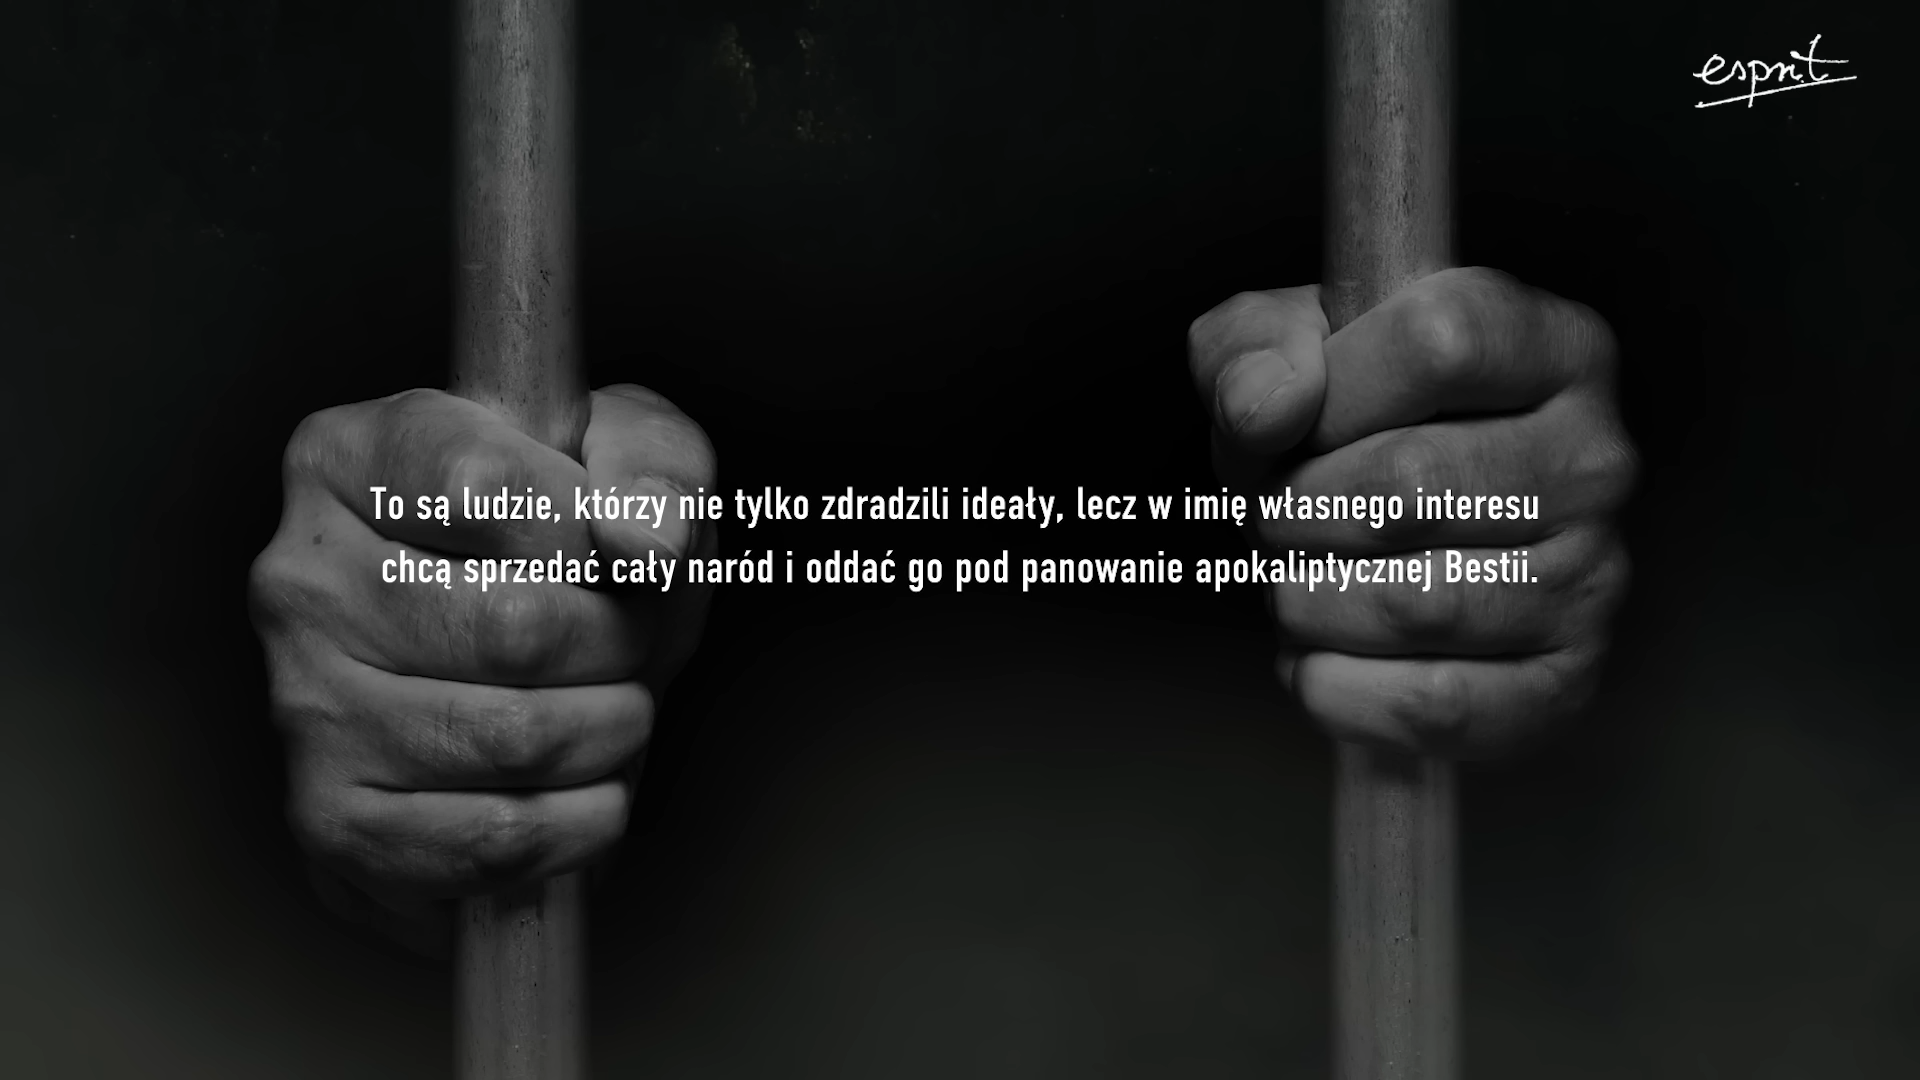 esprit
To są ludzie, którzy nie tylko zdradzili ideały, lecz w imię własnego interesu
chcą sprzedać cały naród i oddać go pod panowanie apokaliptycznej Bestii.